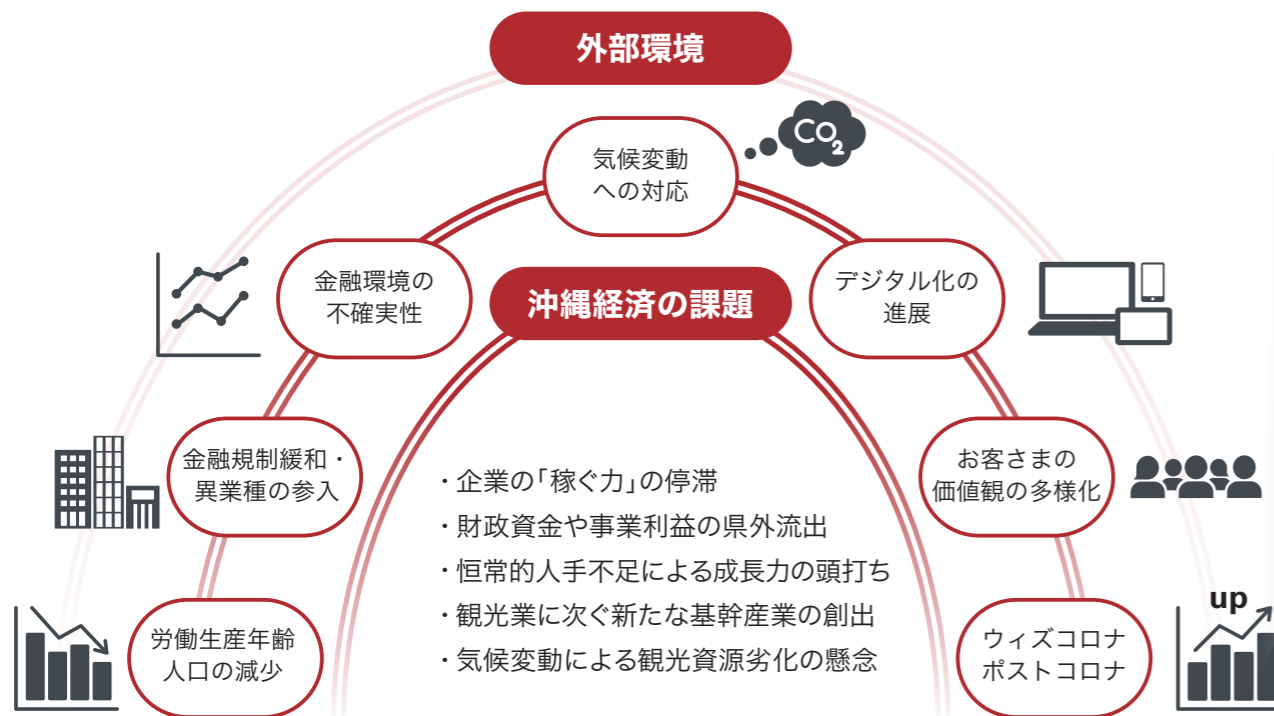 外部環境
気候変動
への対応
CO2
金融環境の
不確実性
沖縄経済の課題
デジタル化の
進展
金融規制緩和・
異業種の参入
お客さまの
価値観の多様化
・企業の「稼ぐ力」の停滞
・財政資金や事業利益の県外流出
・恒常的人手不足による成長力の頭打ち
・観光業に次ぐ新たな基幹産業の創出
・気候変動による観光資源劣化の懸念
労働生産年齢
人口の減少
ウィズコロナ
ポストコロナ
up